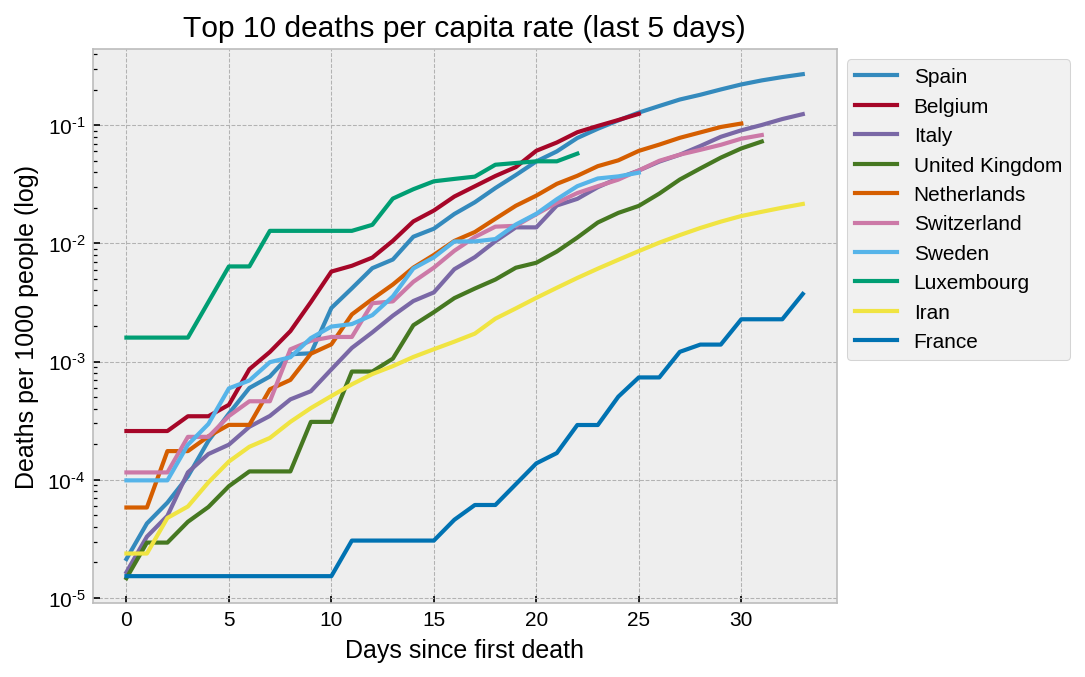 Top 10 deaths per capita rate (last 5 days)
Deaths per 1000 people (log)
10⁻¹
10⁻²
10⁻³
10⁻⁴
10⁻⁵
0 5 10 15 20 25 30
Days since first death
Spain
Belgium
Italy
United Kingdom
Netherlands
Switzerland
Sweden
Luxembourg
Iran
France